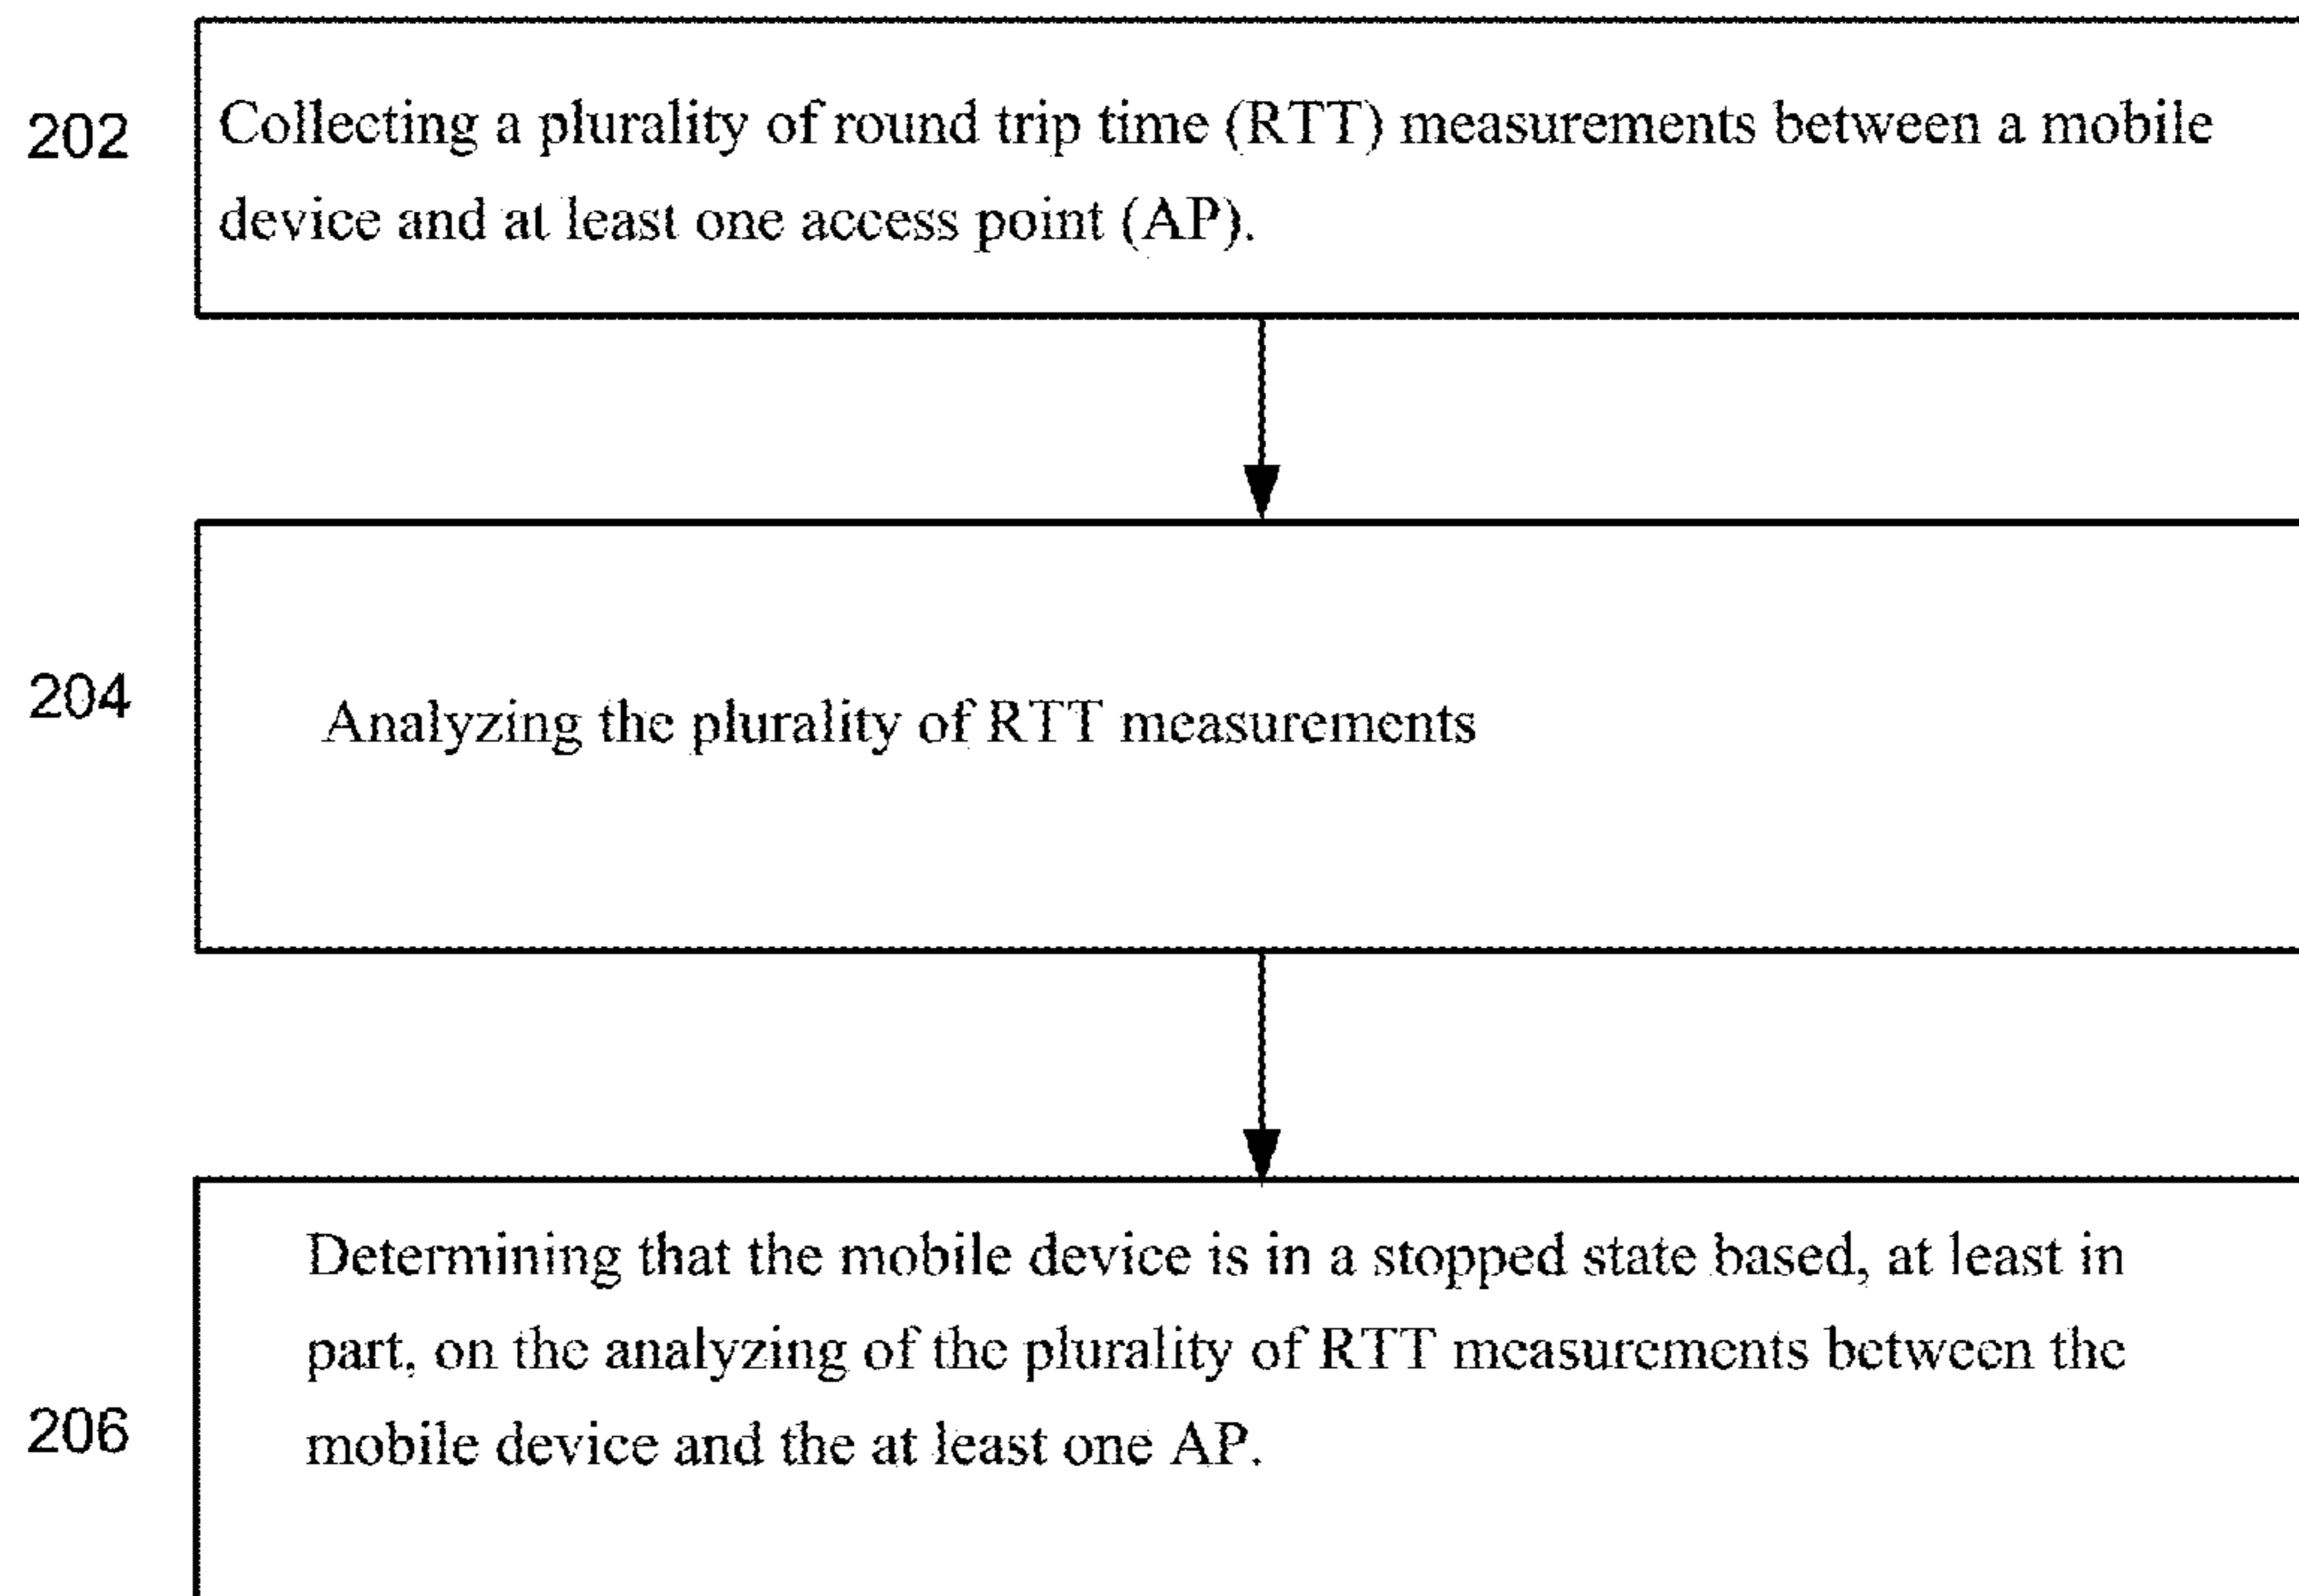 202
Collecting a plurality of round trip time (RTT) measurements between a mobile
device and at least one access point (AP).
204
Analyzing the plurality of RTT measurements
Determining that the mobile device is in a stopped state based, at least in
part, on the analyzing of the plurality of RTT measurements between the
206
mobile device and the at least one AP.